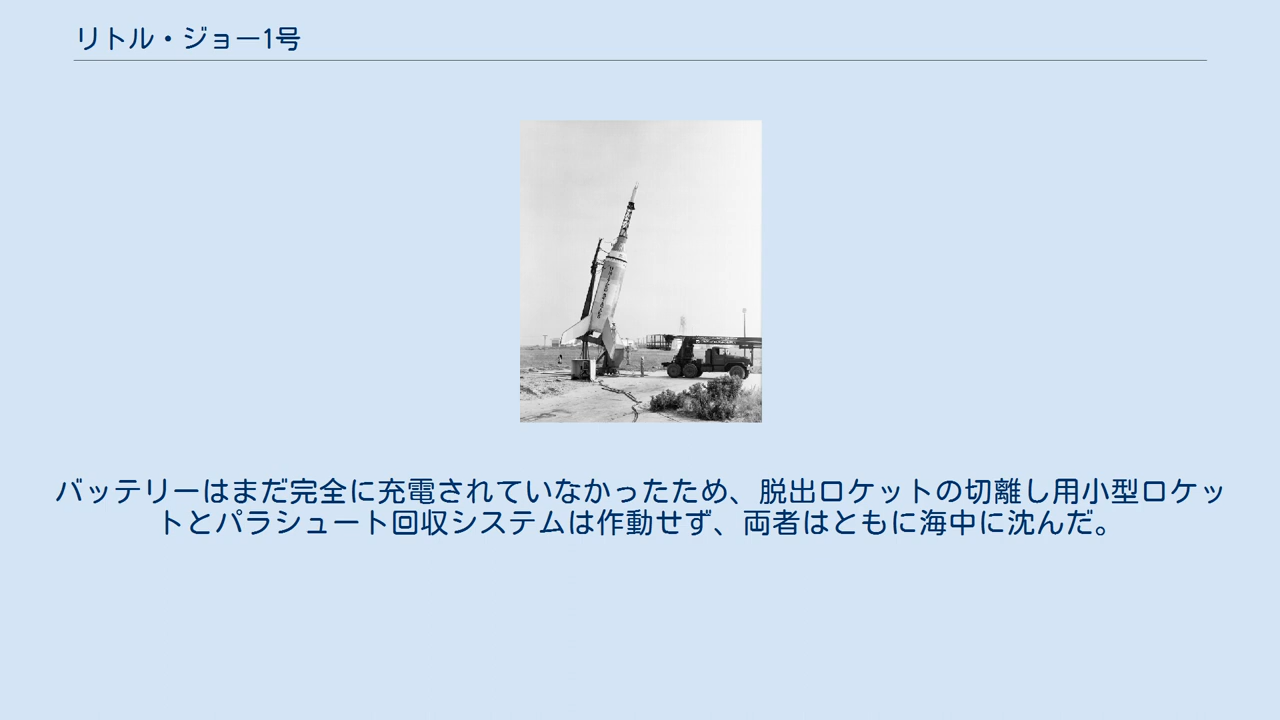 リトル・ジョー1号
バッテリーはまだ完全に充電されていなかったため、脱出ロケットの切離し用小型ロケッ
トとパラシュート回収システムは作動せず、両者はともに海中に沈んだ。